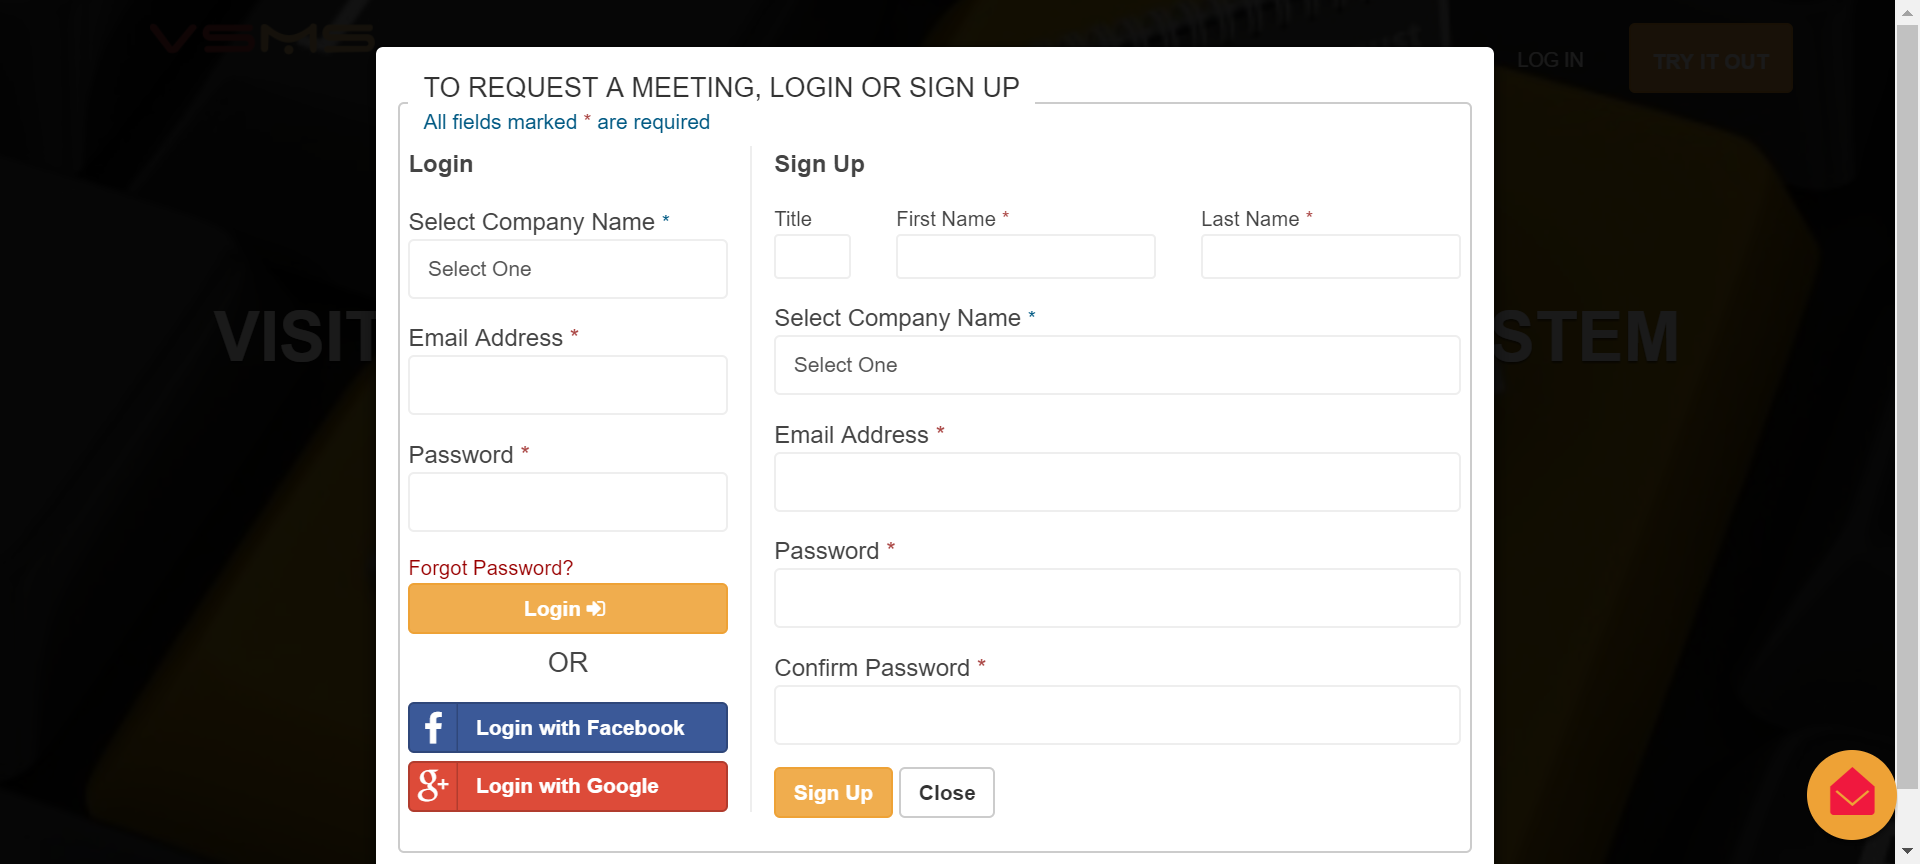 VSMS
LOG IN
TRY IT OUT
TO REQUEST A MEETING, LOGIN OR SIGN UP
All fields marked * are required
Login
Select Company Name *
Select One
Email Address *
Password *
Forgot Password?
Login
OR
f Login with Facebook
g+ Login with Google
Sign Up
Title First Name * Last Name *
Select Company Name *
Select One
Email Address *
Password *
Confirm Password *
Sign Up Close
VISIT
STEM